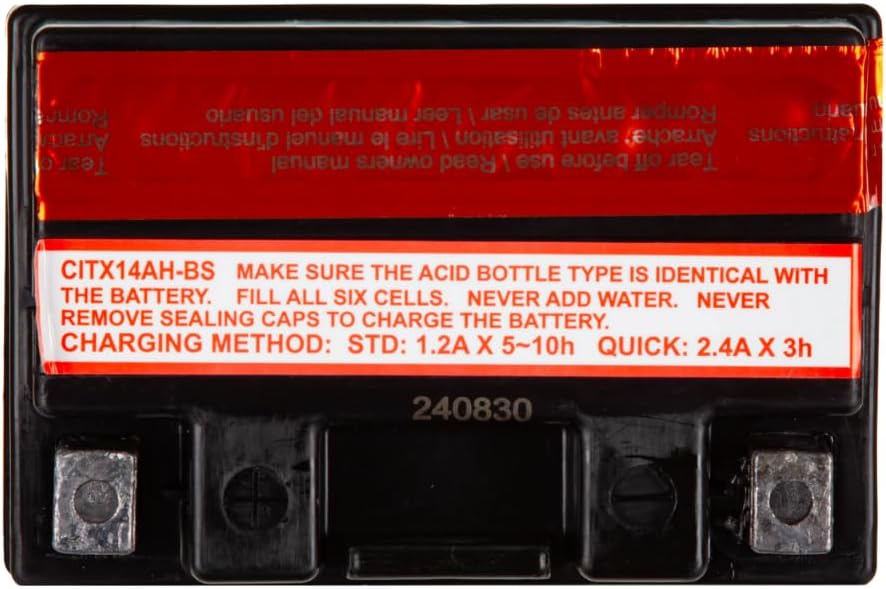 Tear off before use / Read owners manual
Arracher avant utilisation / Lire le manuel d'instructions
Romper antes de usar / Leer manual del usuario
CITX14AH-BS MAKE SURE THE ACID BOTTLE TYPE IS IDENTICAL WITH
THE BATTERY. FILL ALL SIX CELLS. NEVER ADD WATER. NEVER
REMOVE SEALING CAPS TO CHARGE THE BATTERY.
CHARGING METHOD: STD: 1.2A X 5~10h QUICK: 2.4A X 3h
240830